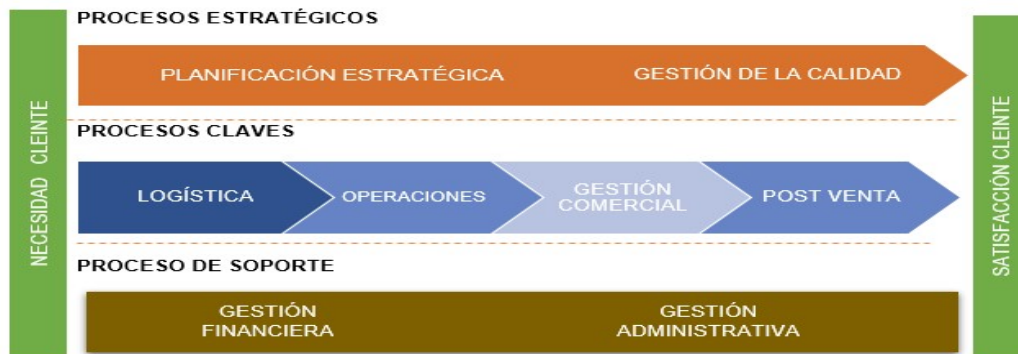 NECESIDAD CLEINTE
PROCESOS ESTRATÉGICOS
PLANIFICACIÓN ESTRATÉGICA
GESTIÓN DE LA CALIDAD
PROCESOS CLAVES
LOGÍSTICA
OPERACIONES
GESTIÓN
COMERCIAL
POST VENTA
PROCESO DE SOPORTE
GESTIÓN
FINANCIERA
GESTIÓN
ADMINISTRATIVA
SATISFACCIÓN CLEINTE